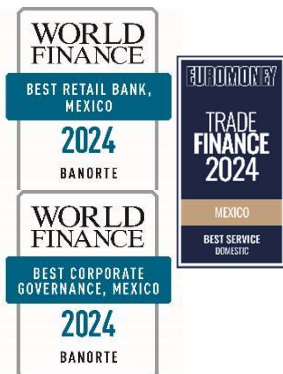 WORLD
FINANCE
BEST RETAIL BANK,
MEXICO
2024
BANORTE
WORLD
FINANCE
BEST CORPORATE
GOVERNANCE, MEXICO
2024
BANORTE
EUROMONEY
TRADE
FINANCE
2024
MEXICO
BEST SERVICE
DOMESTIC